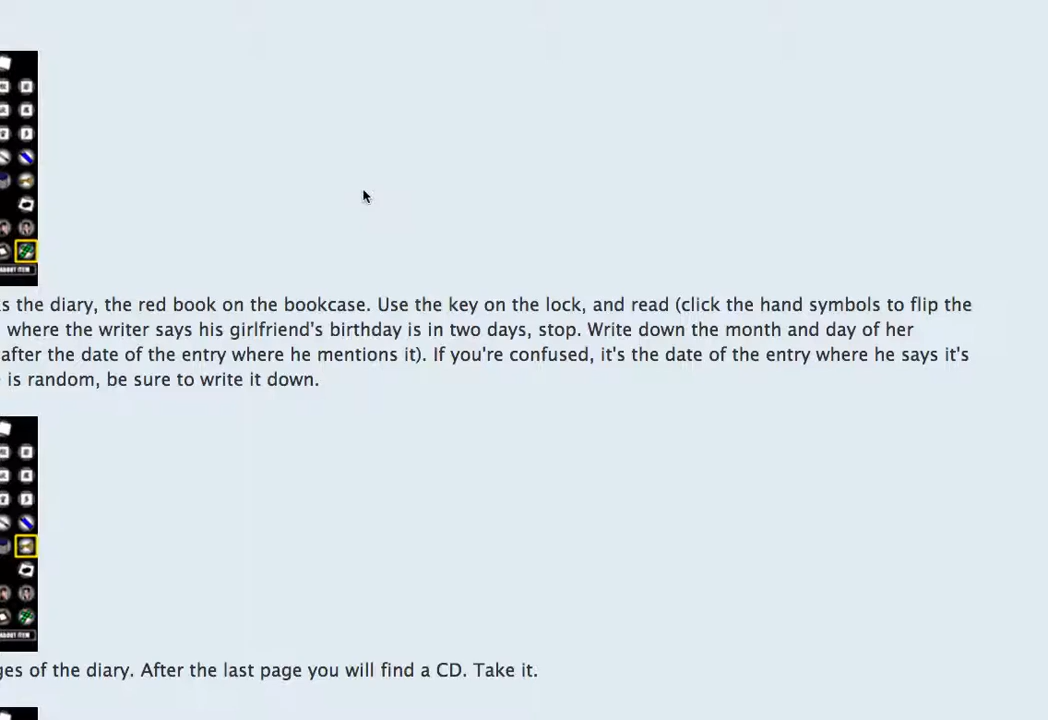 ABOUT ITEM
s the diary, the red book on the bookcase. Use the key on the lock, and read (click the hand symbols to flip the
where the writer says his girlfriend's birthday is in two days, stop. Write down the month and day of her
after the date of the entry where he mentions it). If you're confused, it's the date of the entry where he says it's
is random, be sure to write it down.
ABOUT ITEM
ges of the diary. After the last page you will find a CD. Take it.